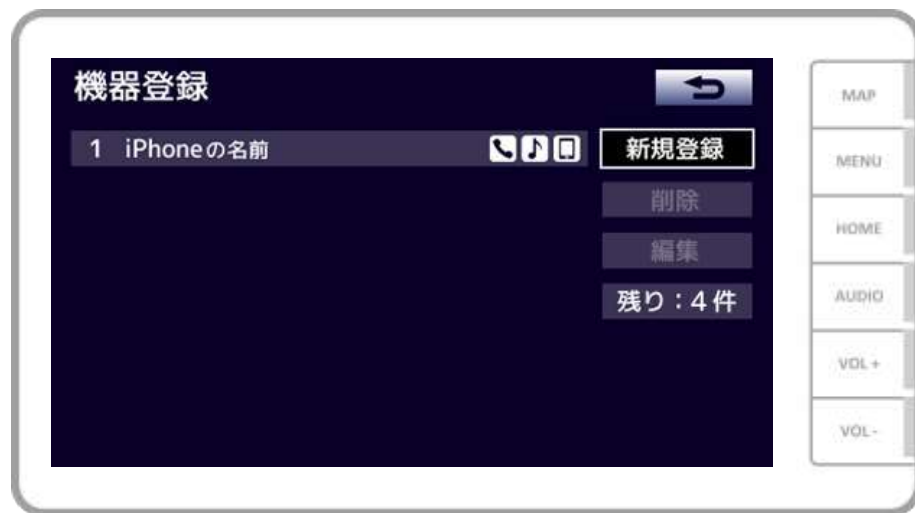 機器登録
1 iPhoneの名前
新規登録
削除
編集
残り：4件
MAP
MENU
HOME
AUDIO
VOL +
VOL -